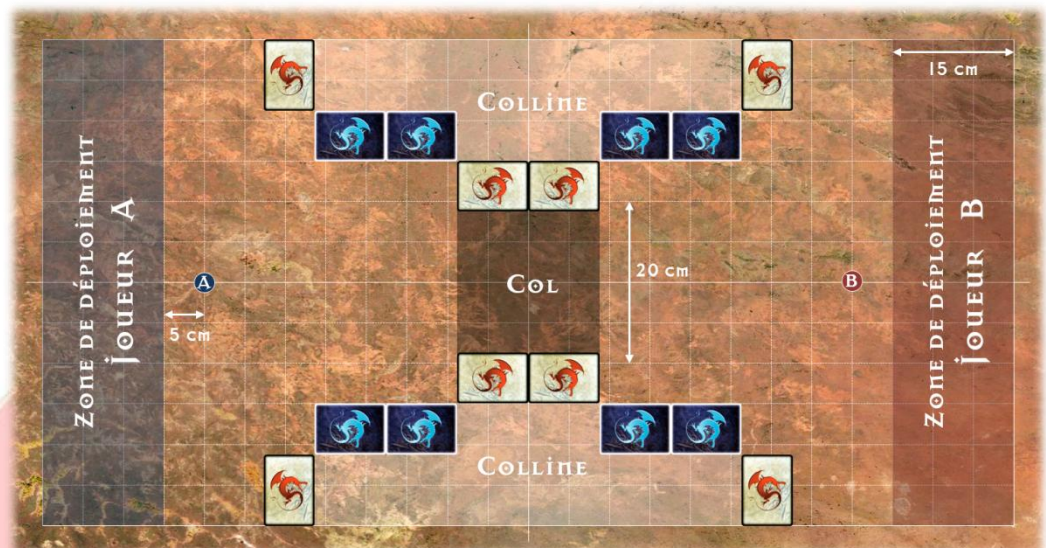 15 cm
Colline
Zone de déploiement
Joueur A
Zone de déploiement
Joueur B
A
5 cm
Col
20 cm
B
Colline